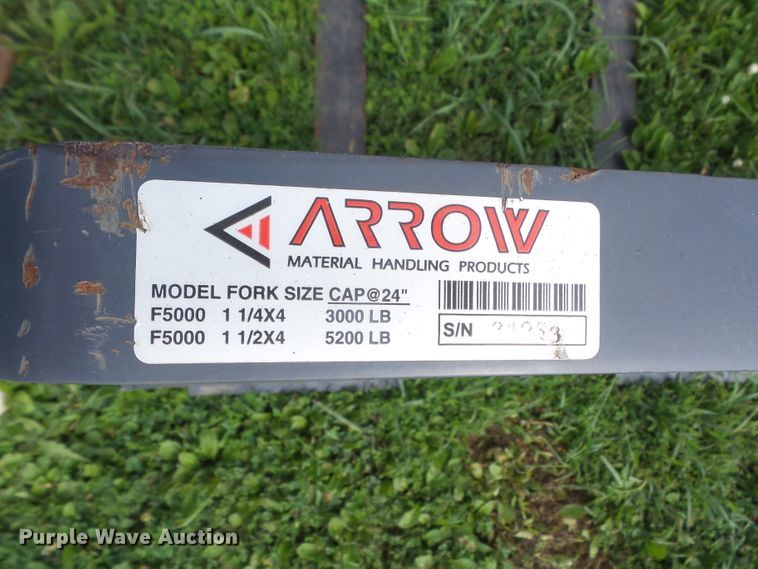 ARROW
MATERIAL HANDLING PRODUCTS
MODEL FORK SIZE CAP@24"
F5000 1 1/4X4 3000 LB
F5000 1 1/2X4 5200 LB
S/N
Purple Wave Auction